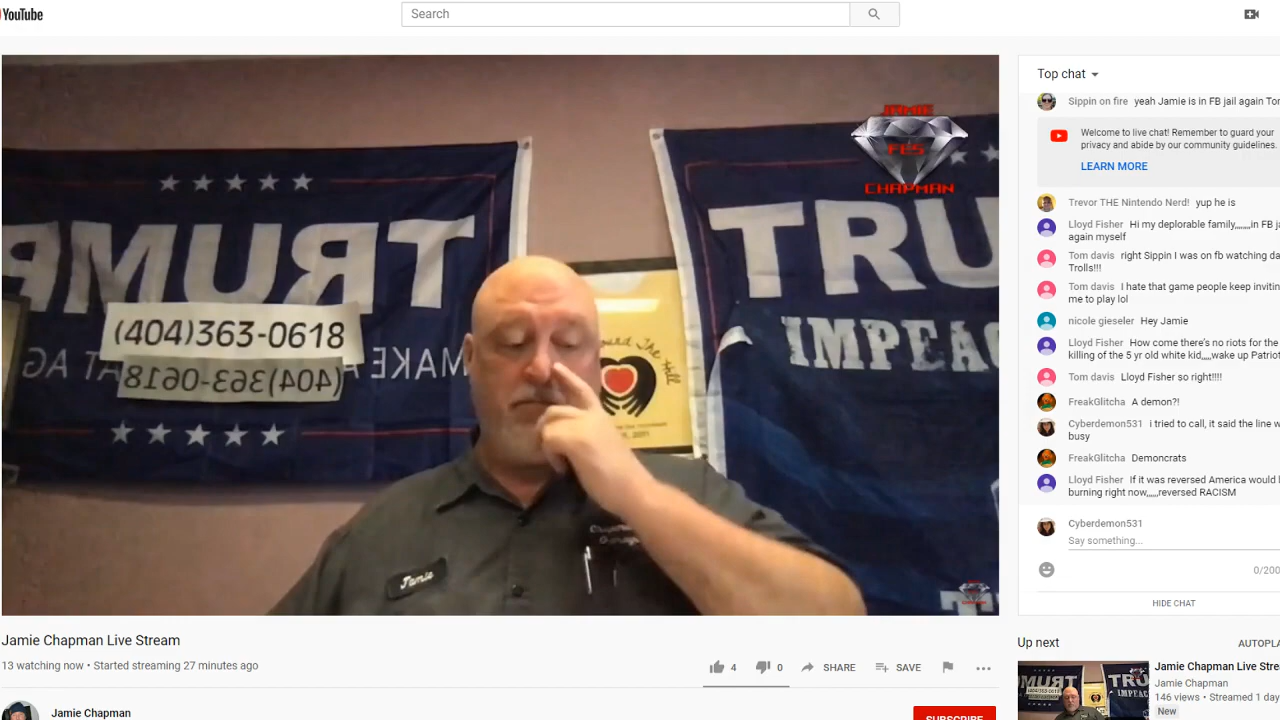 YouTube
Search
TRUMP
(404)363-0618
(404)363-0618
MAKE
AT AG
TRU
IMPEAC
JAMIE
FES
CHAPMAN
ound The Hill
Jamie
Garage
Top chat
Sippin on fire yeah Jamie is in FB jail again Tor
Welcome to live chat! Remember to guard your
privacy and abide by our community guidelines.
LEARN MORE
Trevor THE Nintendo Nerd! yup he is
Lloyd Fisher Hi my deplorable family,,,,,,,in FB ja
again myself
Tom davis right Sippin I was on fb watching da
Trolls!!!
Tom davis I hate that game people keep inviting
me to play lol
nicole gieseler Hey Jamie
Lloyd Fisher How come there's no riots for the
killing of the 5 yr old white kid,,,,,wake up Patriot
Tom davis Lloyd Fisher so right!!!!
FreakGlitcha A demon?!
Cyberdemon531 i tried to call, it said the line w
busy
FreakGlitcha Demoncrats
Lloyd Fisher If it was reversed America would b
burning right now,,,,,,reversed RACISM
Cyberdemon531
Say something...
0/200
HIDE CHAT
Jamie Chapman Live Stream
13 watching now • Started streaming 27 minutes ago
4
0
SHARE
SAVE
Jamie Chapman
SUBSCRIBE
Up next
AUTOPLA
Jamie Chapman Live Strea
Jamie Chapman
146 views • Streamed 1 day
New